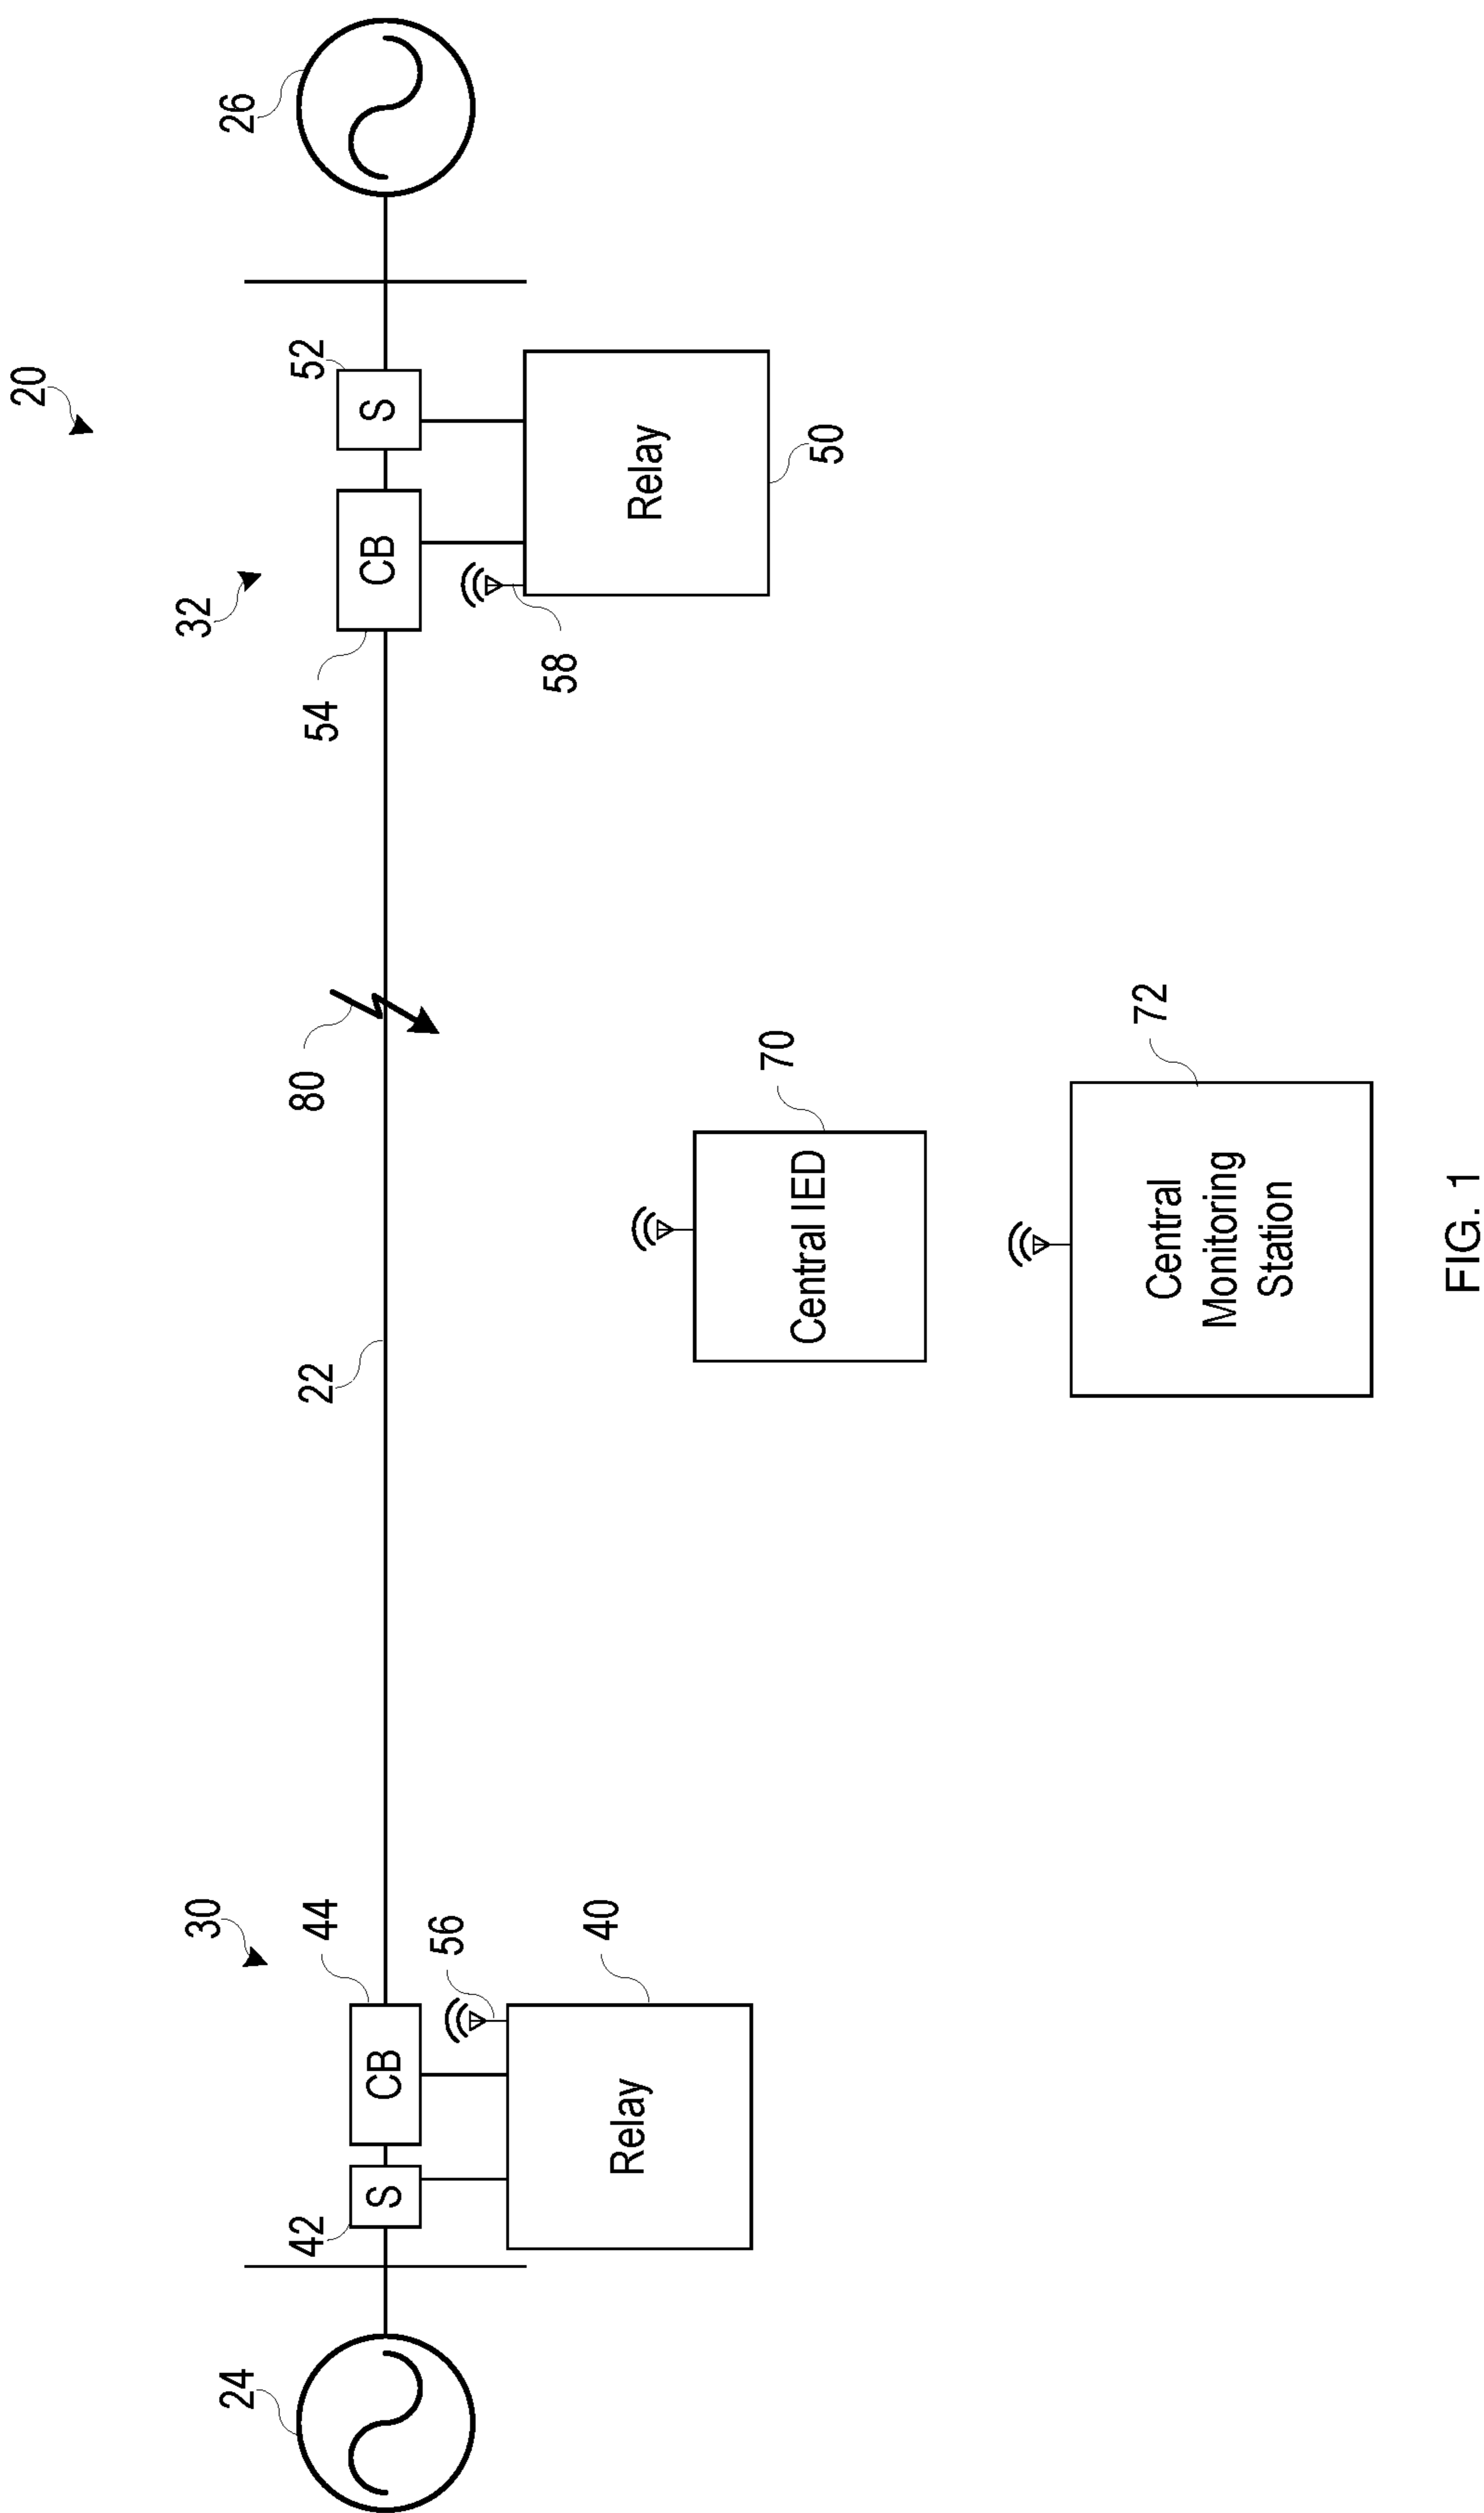 20
30
32
24
26
42
44
22
80
54
52
S
CB
CB
S
56
58
40
Relay
Relay
50
70
Central IED
72
Central
Monitoring
Station
FIG. 1